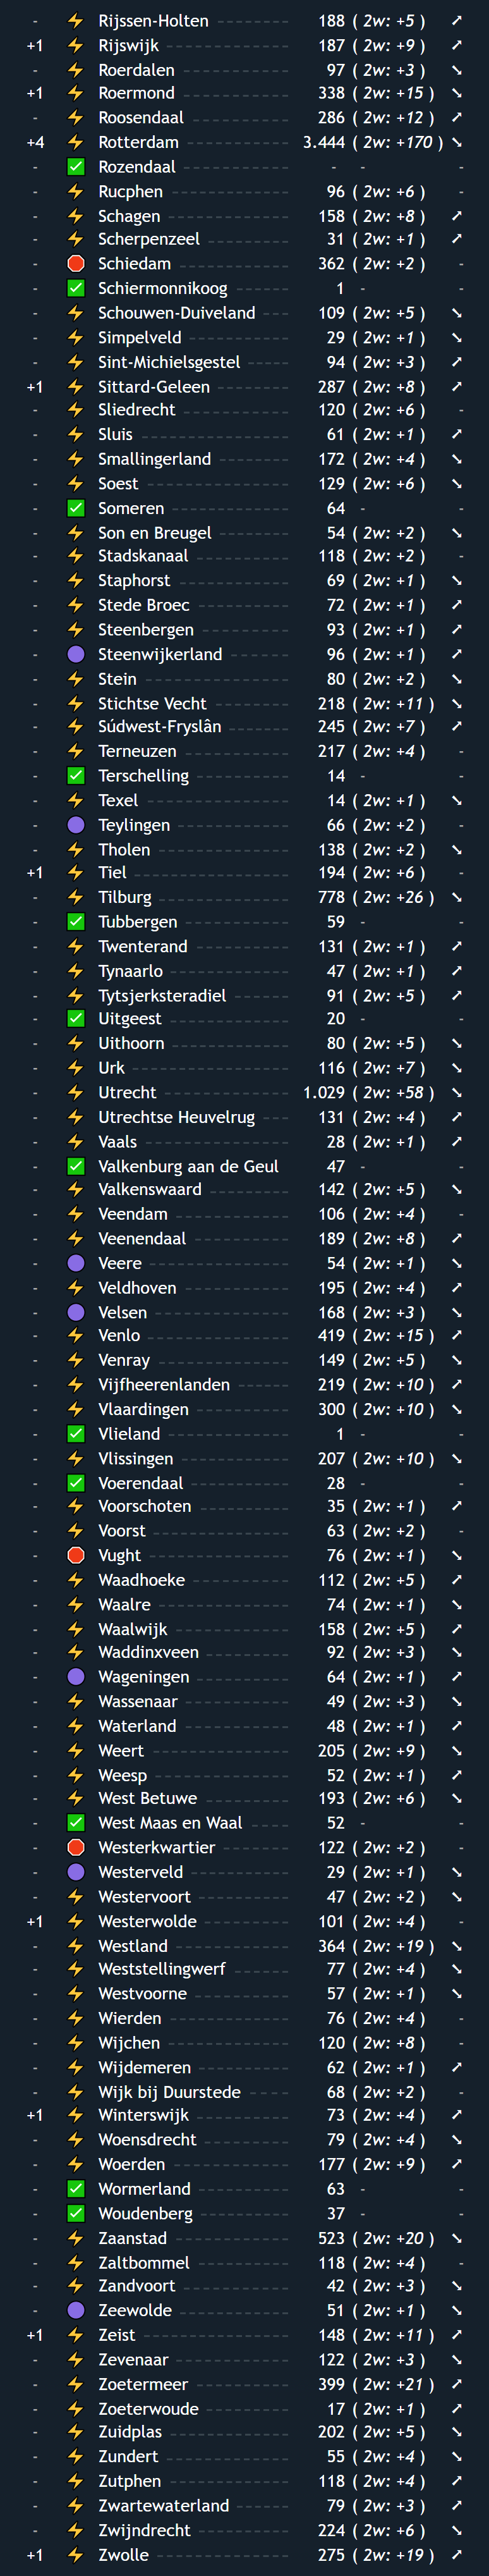 - ⚡ Rijssen-Holten 188 ( 2w: +5 ) ➚
+1 ⚡ Rijswijk 187 ( 2w: +9 ) ➚
- ⚡ Roerdalen 97 ( 2w: +3 ) ➘
+1 ⚡ Roermond 338 ( 2w: +15 ) ➘
- ⚡ Roosendaal 286 ( 2w: +12 ) ➚
+4 ⚡ Rotterdam 3.444 ( 2w: +170 ) ➘
- ✅ Rozendaal - - -
- ⚡ Rucphen 96 ( 2w: +6 ) -
- ⚡ Schagen 158 ( 2w: +8 ) ➚
- ⚡ Scherpenzeel 31 ( 2w: +1 ) ➚
- 🛑 Schiedam 362 ( 2w: +2 ) -
- ✅ Schiermonnikoog 1 - -
- ⚡ Schouwen-Duiveland 109 ( 2w: +5 ) ➘
- ⚡ Simpelveld 29 ( 2w: +1 ) ➘
- ⚡ Sint-Michielsgestel 94 ( 2w: +3 ) ➚
+1 ⚡ Sittard-Geleen 287 ( 2w: +8 ) ➚
- ⚡ Sliedrecht 120 ( 2w: +6 ) -
- ⚡ Sluis 61 ( 2w: +1 ) ➚
- ⚡ Smallingerland 172 ( 2w: +4 ) ➘
- ⚡ Soest 129 ( 2w: +6 ) ➘
- ✅ Someren 64 - -
- ⚡ Son en Breugel 54 ( 2w: +2 ) ➘
- ⚡ Stadskanaal 118 ( 2w: +2 ) -
- ⚡ Staphorst 69 ( 2w: +1 ) ➘
- ⚡ Stede Broec 72 ( 2w: +1 ) ➚
- ⚡ Steenbergen 93 ( 2w: +1 ) ➚
- 🟣 Steenwijkerland 96 ( 2w: +1 ) ➚
- ⚡ Stein 80 ( 2w: +2 ) ➘
- ⚡ Stichtse Vecht 218 ( 2w: +11 ) ➘
- ⚡ Súdwest-Fryslân 245 ( 2w: +7 ) ➚
- ⚡ Terneuzen 217 ( 2w: +4 ) -
- ✅ Terschelling 14 - -
- ⚡ Texel 14 ( 2w: +1 ) ➘
- 🟣 Teylingen 66 ( 2w: +2 ) -
- ⚡ Tholen 138 ( 2w: +2 ) ➘
+1 ⚡ Tiel 194 ( 2w: +6 ) -
- ⚡ Tilburg 778 ( 2w: +26 ) ➘
- ✅ Tubbergen 59 - -
- ⚡ Twenterand 131 ( 2w: +1 ) ➚
- ⚡ Tynaarlo 47 ( 2w: +1 ) ➚
- ⚡ Tytsjerksteradiel 91 ( 2w: +5 ) ➚
- ✅ Uitgeest 20 - -
- ⚡ Uithoorn 80 ( 2w: +5 ) ➘
- ⚡ Urk 116 ( 2w: +7 ) ➘
- ⚡ Utrecht 1.029 ( 2w: +58 ) ➘
- ⚡ Utrechtse Heuvelrug 131 ( 2w: +4 ) ➚
- ⚡ Vaals 28 ( 2w: +1 ) ➚
- ✅ Valkenburg aan de Geul 47 - -
- ⚡ Valkenswaard 142 ( 2w: +5 ) ➘
- ⚡ Veendam 106 ( 2w: +4 ) -
- ⚡ Veenendaal 189 ( 2w: +8 ) ➚
- 🟣 Veere 54 ( 2w: +1 ) ➘
- ⚡ Veldhoven 195 ( 2w: +4 ) ➚
- 🟣 Velsen 168 ( 2w: +3 ) ➘
- ⚡ Venlo 419 ( 2w: +15 ) ➚
- ⚡ Venray 149 ( 2w: +5 ) ➘
- ⚡ Vijfheerenlanden 219 ( 2w: +10 ) ➚
- ⚡ Vlaardingen 300 ( 2w: +10 ) ➘
- ✅ Vlieland 1 - -
- ⚡ Vlissingen 207 ( 2w: +10 ) ➘
- ✅ Voerendaal 28 - -
- ⚡ Voorschoten 35 ( 2w: +1 ) ➚
- ⚡ Voorst 63 ( 2w: +2 ) -
- 🛑 Vught 76 ( 2w: +1 ) ➘
- ⚡ Waadhoeke 112 ( 2w: +5 ) ➚
- ⚡ Waalre 74 ( 2w: +1 ) ➘
- ⚡ Waalwijk 158 ( 2w: +5 ) ➚
- ⚡ Waddinxveen 92 ( 2w: +3 ) ➘
- 🟣 Wageningen 64 ( 2w: +1 ) ➚
- ⚡ Wassenaar 49 ( 2w: +3 ) ➘
- ⚡ Waterland 48 ( 2w: +1 ) ➚
- ⚡ Weert 205 ( 2w: +9 ) ➘
- ⚡ Weesp 52 ( 2w: +1 ) ➚
- ⚡ West Betuwe 193 ( 2w: +6 ) ➘
- ✅ West Maas en Waal 52 - -
- 🛑 Westerkwartier 122 ( 2w: +2 ) -
- 🟣 Westerveld 29 ( 2w: +1 ) ➘
- ⚡ Westervoort 47 ( 2w: +2 ) ➘
+1 ⚡ Westerwolde 101 ( 2w: +4 ) -
- ⚡ Westland 364 ( 2w: +19 ) ➘
- ⚡ Weststellingwerf 77 ( 2w: +4 ) ➘
- ⚡ Westvoorne 57 ( 2w: +1 ) ➘
- ⚡ Wierden 76 ( 2w: +4 ) -
- ⚡ Wijchen 120 ( 2w: +8 ) -
- ⚡ Wijdemeren 62 ( 2w: +1 ) ➚
- ⚡ Wijk bij Duurstede 68 ( 2w: +2 ) -
+1 ⚡ Winterswijk 73 ( 2w: +4 ) ➚
- ⚡ Woensdrecht 79 ( 2w: +4 ) ➘
- ⚡ Woerden 177 ( 2w: +9 ) ➚
- ✅ Wormerland 63 - -
- ✅ Woudenberg 37 - -
- ⚡ Zaanstad 523 ( 2w: +20 ) ➘
- ⚡ Zaltbommel 118 ( 2w: +4 ) -
- ⚡ Zandvoort 42 ( 2w: +3 ) ➘
- 🟣 Zeewolde 51 ( 2w: +1 ) ➘
+1 ⚡ Zeist 148 ( 2w: +11 ) ➚
- ⚡ Zevenaar 122 ( 2w: +3 ) ➘
- ⚡ Zoetermeer 399 ( 2w: +21 ) ➚
- ⚡ Zoeterwoude 17 ( 2w: +1 ) ➚
- ⚡ Zuidplas 202 ( 2w: +5 ) ➘
- ⚡ Zundert 55 ( 2w: +4 ) ➘
- ⚡ Zutphen 118 ( 2w: +4 ) ➚
- ⚡ Zwartewaterland 79 ( 2w: +3 ) ➚
- ⚡ Zwijndrecht 224 ( 2w: +6 ) ➘
+1 ⚡ Zwolle 275 ( 2w: +19 ) ➚